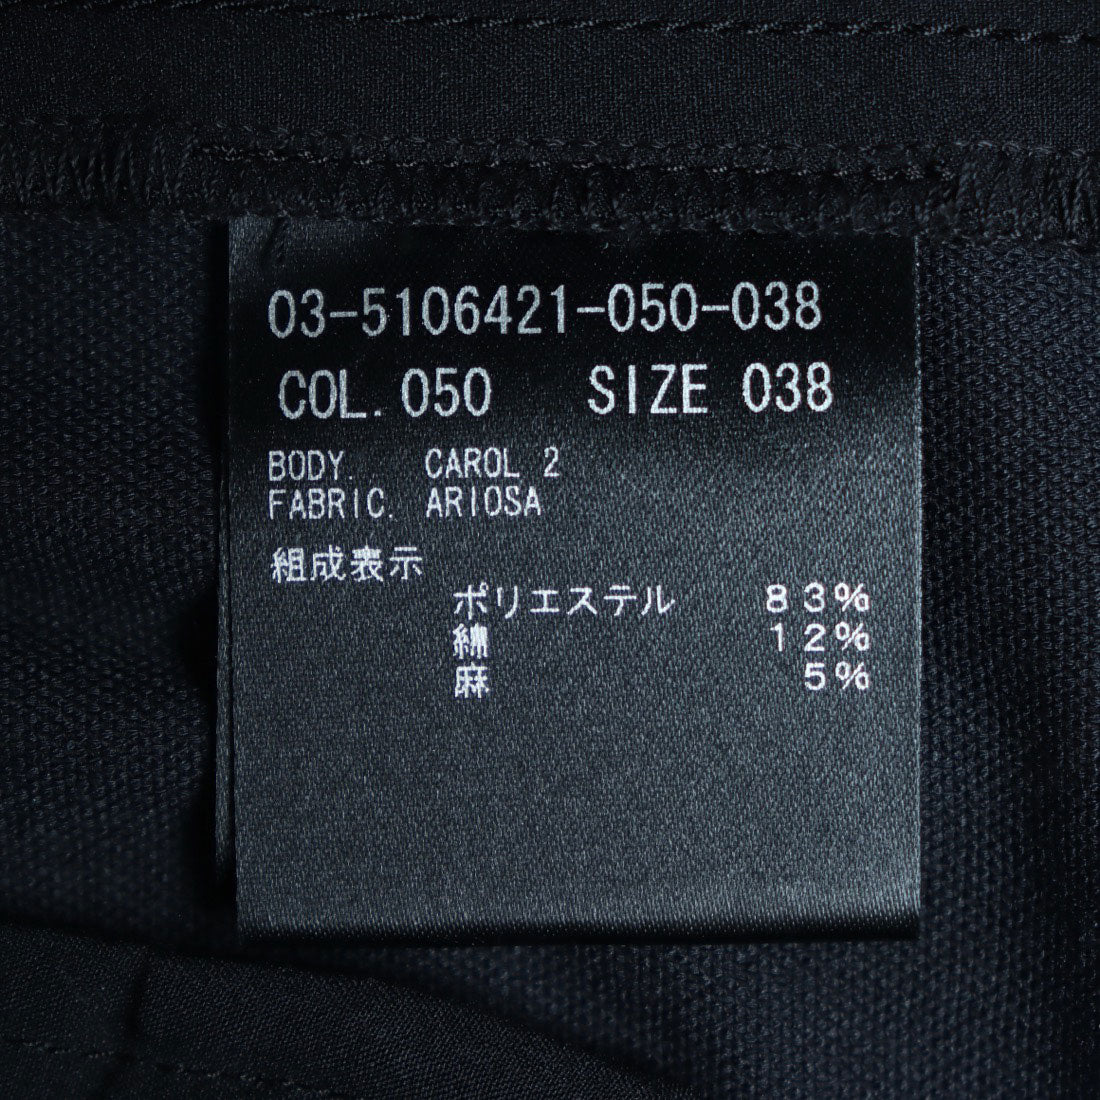 03-5106421-050-038
COL.050 SIZE 038
BODY. CAROL 2
FABRIC. ARIOSA
組成表示
ポリエステル 83%
綿 12%
麻 5%